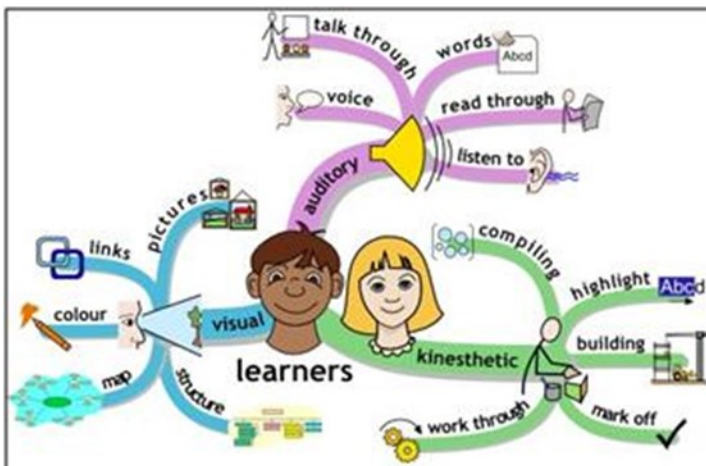 talk through
words
Abcd
voice
read through
listen to
auditory
pictures
links
colour
map
structure
visual
learners
kinesthetic
compiling
highlight
Abcd
building
work through
mark off